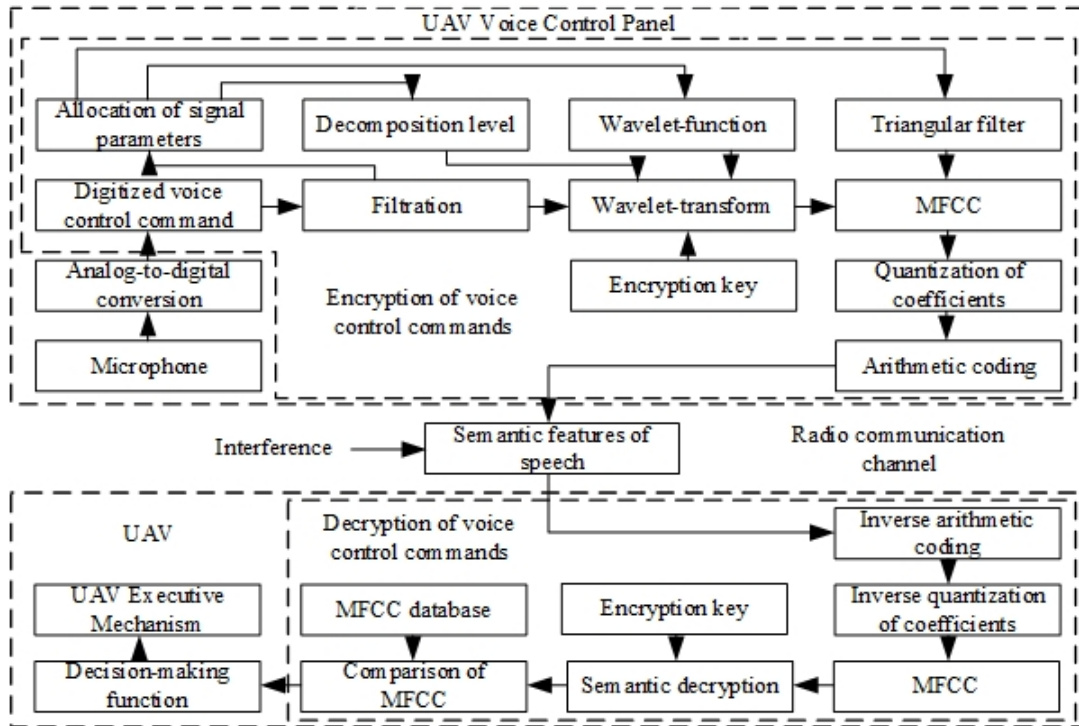 UAV Voice Control Panel
Allocation of signal
parameters
Decomposition level
Wavelet-function
Triangular filter
Digitized voice
control command
Filtration
Wavelet-transform
MFCC
Analog-to-digital
conversion
Encryption of voice
control commands
Encryption key
Quantization of
coefficients
Microphone
Arithmetic coding
Interference
Semantic features of
speech
Radio communication
channel
UAV
Decryption of voice
control commands
Inverse arithmetic
coding
UAV Executive
Mechanism
MFCC database
Encryption key
Inverse quantization
of coefficients
Decision-making
function
Comparison of
MFCC
Semantic decryption
MFCC